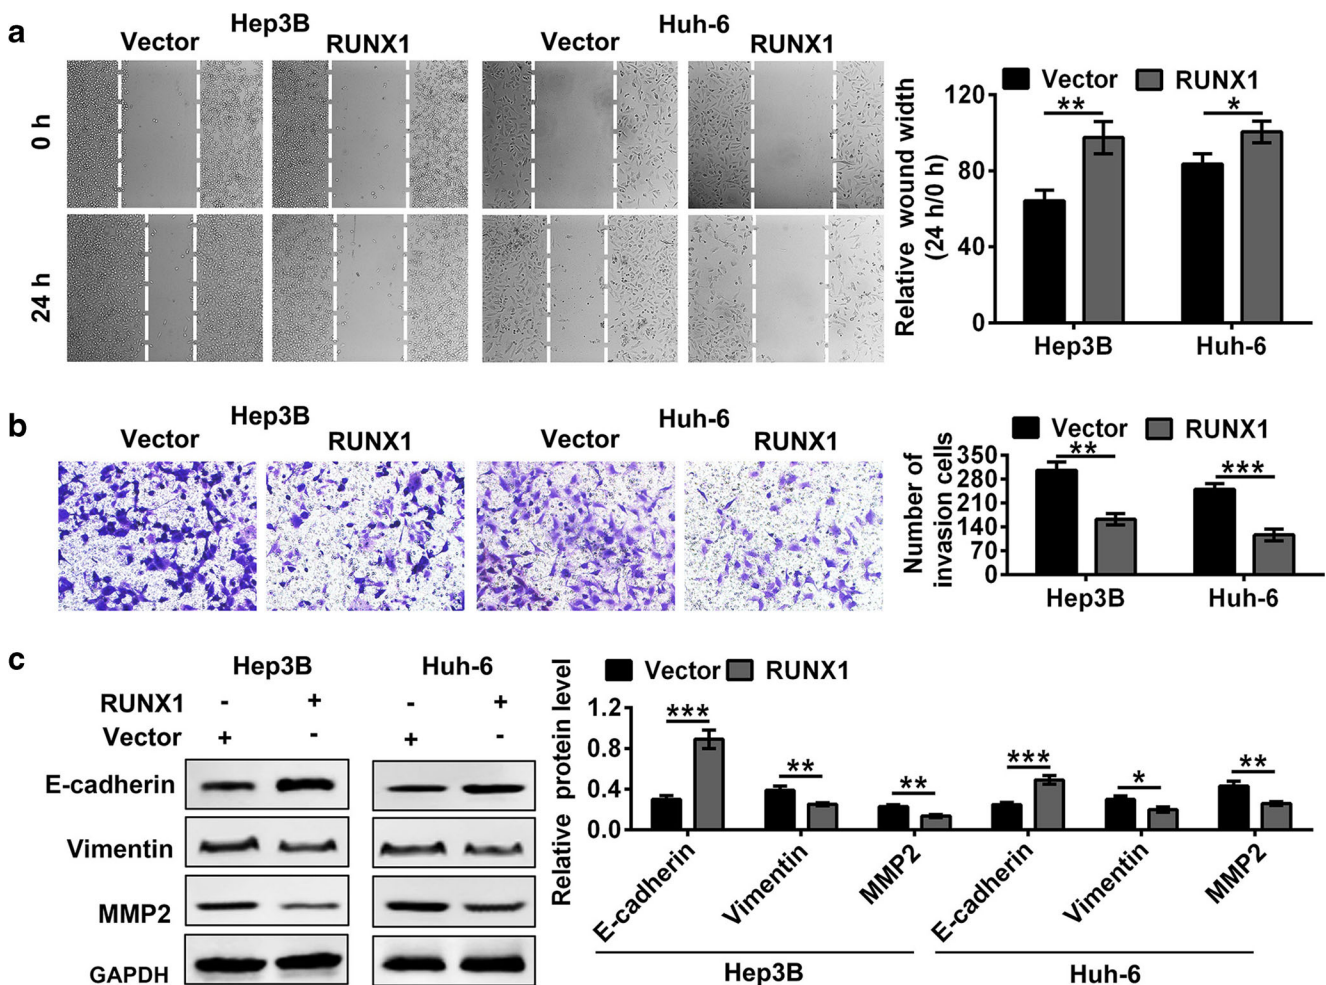 a
Hep3B
Huh-6
Vector
RUNX1
Vector
RUNX1
0 h
24 h
Vector
RUNX1
Relative wound width
(24 h/0 h)
120
80
40
0
**
*
Hep3B
Huh-6
b
Hep3B
Huh-6
Vector
RUNX1
Vector
RUNX1
Vector
RUNX1
Number of
invasion cells
350
280
210
140
70
0
**
***
Hep3B
Huh-6
c
Hep3B
Huh-6
RUNX1 - + - +
Vector + - + -
E-cadherin
Vimentin
MMP2
GAPDH
Vector
RUNX1
Relative protein level
1.2
0.8
0.4
0.0
***
**
**
***
*
**
E-cadherin
Vimentin
MMP2
E-cadherin
Vimentin
MMP2
Hep3B
Huh-6